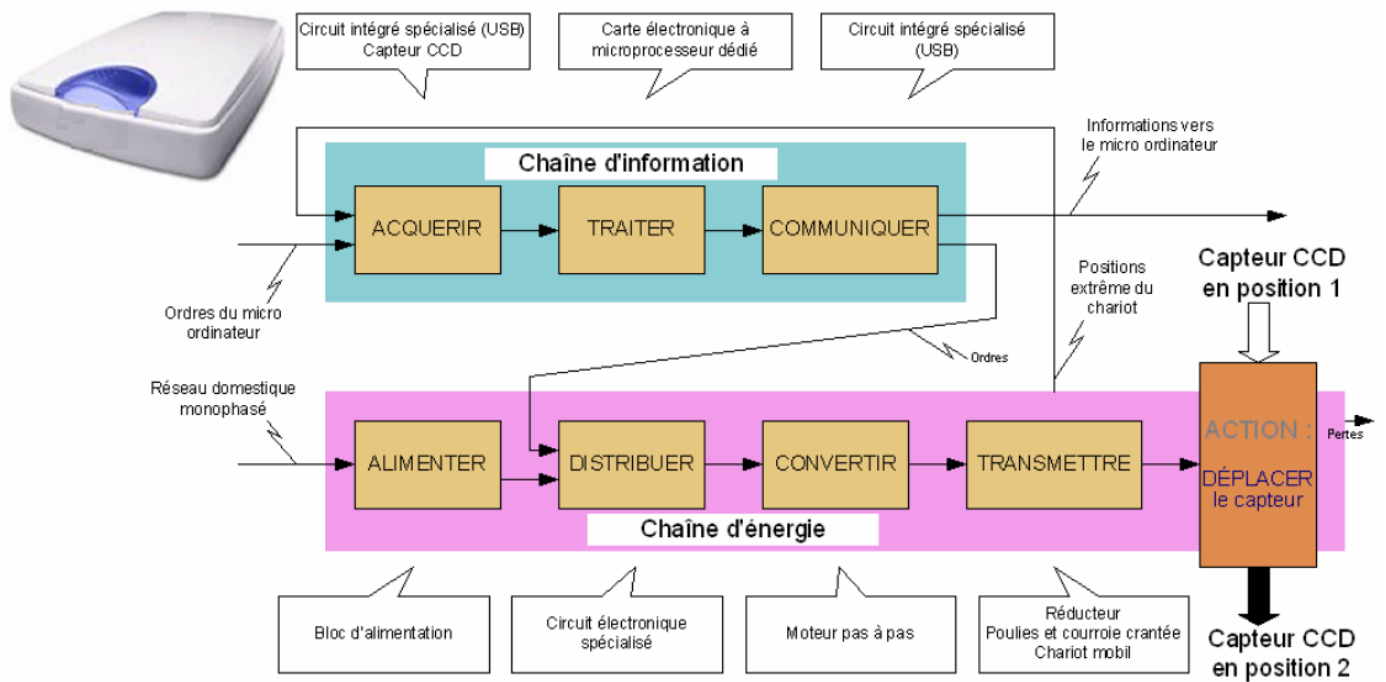 Circuit intégré spécialisé (USB)
Capteur CCD
Carte électronique à
microprocesseur dédié
Circuit intégré spécialisé
(USB)
Informations vers
le micro ordinateur
Chaîne d'information
ACQUERIR
TRAITER
COMMUNIQUER
Ordres du micro
ordinateur
Positions
extrême du
chariot
Capteur CCD
en position 1
Ordres
Réseau domestique
monophasé
ALIMENTER
DISTRIBUER
CONVERTIR
TRANSMETTRE
ACTION :
DÉPLACER
le capteur
Pertes
Chaîne d'énergie
Bloc d'alimentation
Circuit électronique
spécialisé
Moteur pas à pas
Réducteur
Poulies et courroie crantée
Chariot mobil
Capteur CCD
en position 2